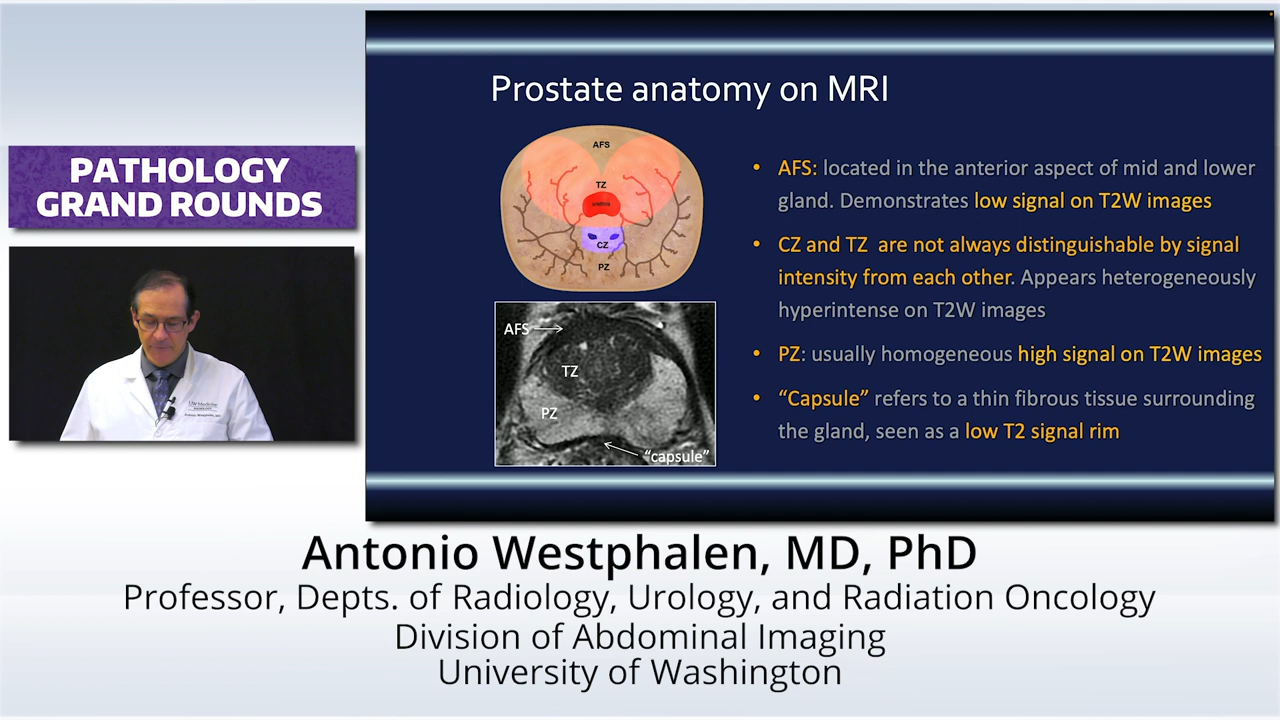 PATHOLOGY
GRAND ROUNDS
UW Medicine
Prostate anatomy on MRI
AFS
TZ
CZ
PZ
AFS
TZ
PZ
“capsule”
• AFS: located in the anterior aspect of mid and lower
gland. Demonstrates low signal on T2W images
• CZ and TZ are not always distinguishable by signal
intensity from each other. Appears heterogeneously
hyperintense on T2W images
• PZ: usually homogeneous high signal on T2W images
• “Capsule” refers to a thin fibrous tissue surrounding
the gland, seen as a low T2 signal rim
Antonio Westphalen, MD, PhD
Professor, Depts. of Radiology, Urology, and Radiation Oncology
Division of Abdominal Imaging
University of Washington